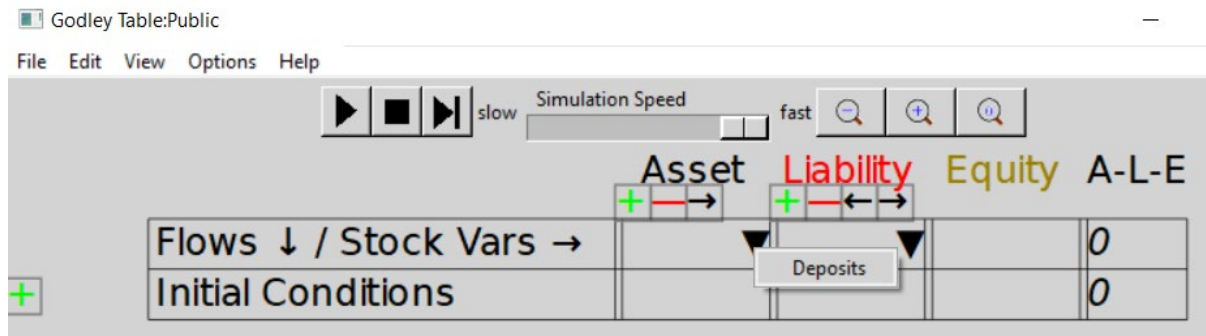 Godley Table:Public
File Edit View Options Help
slow Simulation Speed fast
Asset Liability Equity A-L-E
+ — → + — ← →
Flows ↓ / Stock Vars → ▼ ▼ 0
Deposits
+ Initial Conditions 0